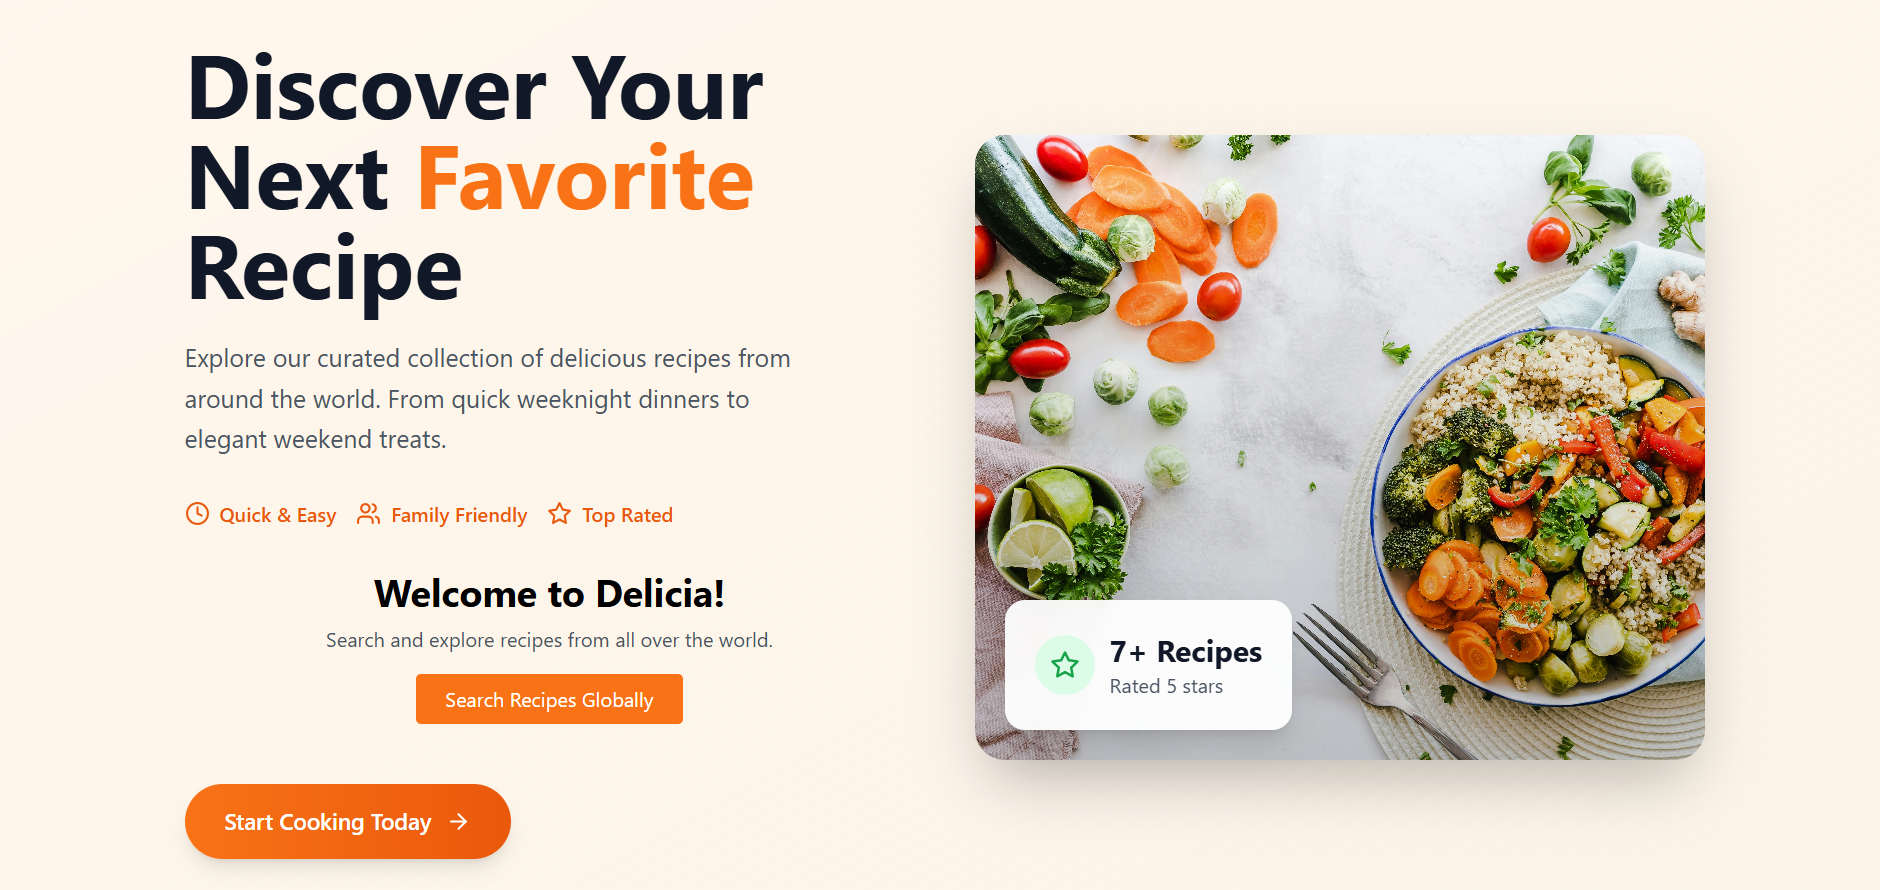 Discover Your
Next Favorite
Recipe
Explore our curated collection of delicious recipes from
around the world. From quick weeknight dinners to
elegant weekend treats.
Quick & Easy Family Friendly Top Rated
Welcome to Delicia!
Search and explore recipes from all over the world.
Search Recipes Globally
Start Cooking Today
7+ Recipes
Rated 5 stars